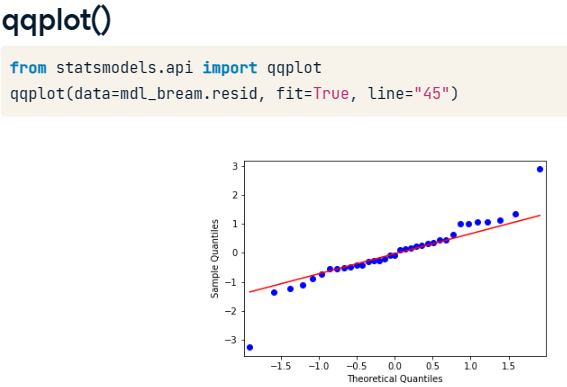 qqplot()
from statsmodels.api import qqplot
qqplot(data=mdl_bream.resid, fit=True, line="45")
3
2
1
0
−1
−2
−3
Sample Quantiles
−1.5 −1.0 −0.5 0.0 0.5 1.0 1.5
Theoretical Quantiles